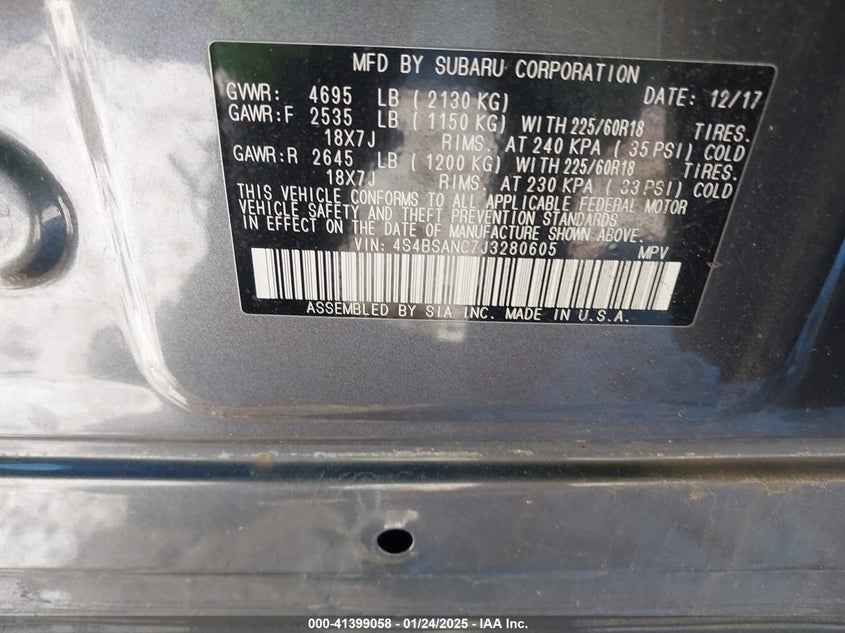 MFD BY SUBARU CORPORATION
GVWR: 4695 LB (2130 KG) DATE: 12/17
GAWR:F 2535 LB (1150 KG) WITH 225/60R18 TIRES.
18X7J RIMS. AT 240 KPA (35 PSI) COLD
GAWR:R 2645 LB (1200 KG) WITH 225/60R18 TIRES.
18X7J RIMS. AT 230 KPA (33 PSI) COLD
THIS VEHICLE CONFORMS TO ALL APPLICABLE FEDERAL MOTOR
VEHICLE SAFETY AND THEFT PREVENTION STANDARDS
IN EFFECT ON THE DATE OF MANUFACTURE SHOWN ABOVE.
VIN: 4S4BSANC7J3280605 MPV
ASSEMBLED BY SIA INC. MADE IN U.S.A.
000-41399058 - 01/24/2025 - IAA Inc.